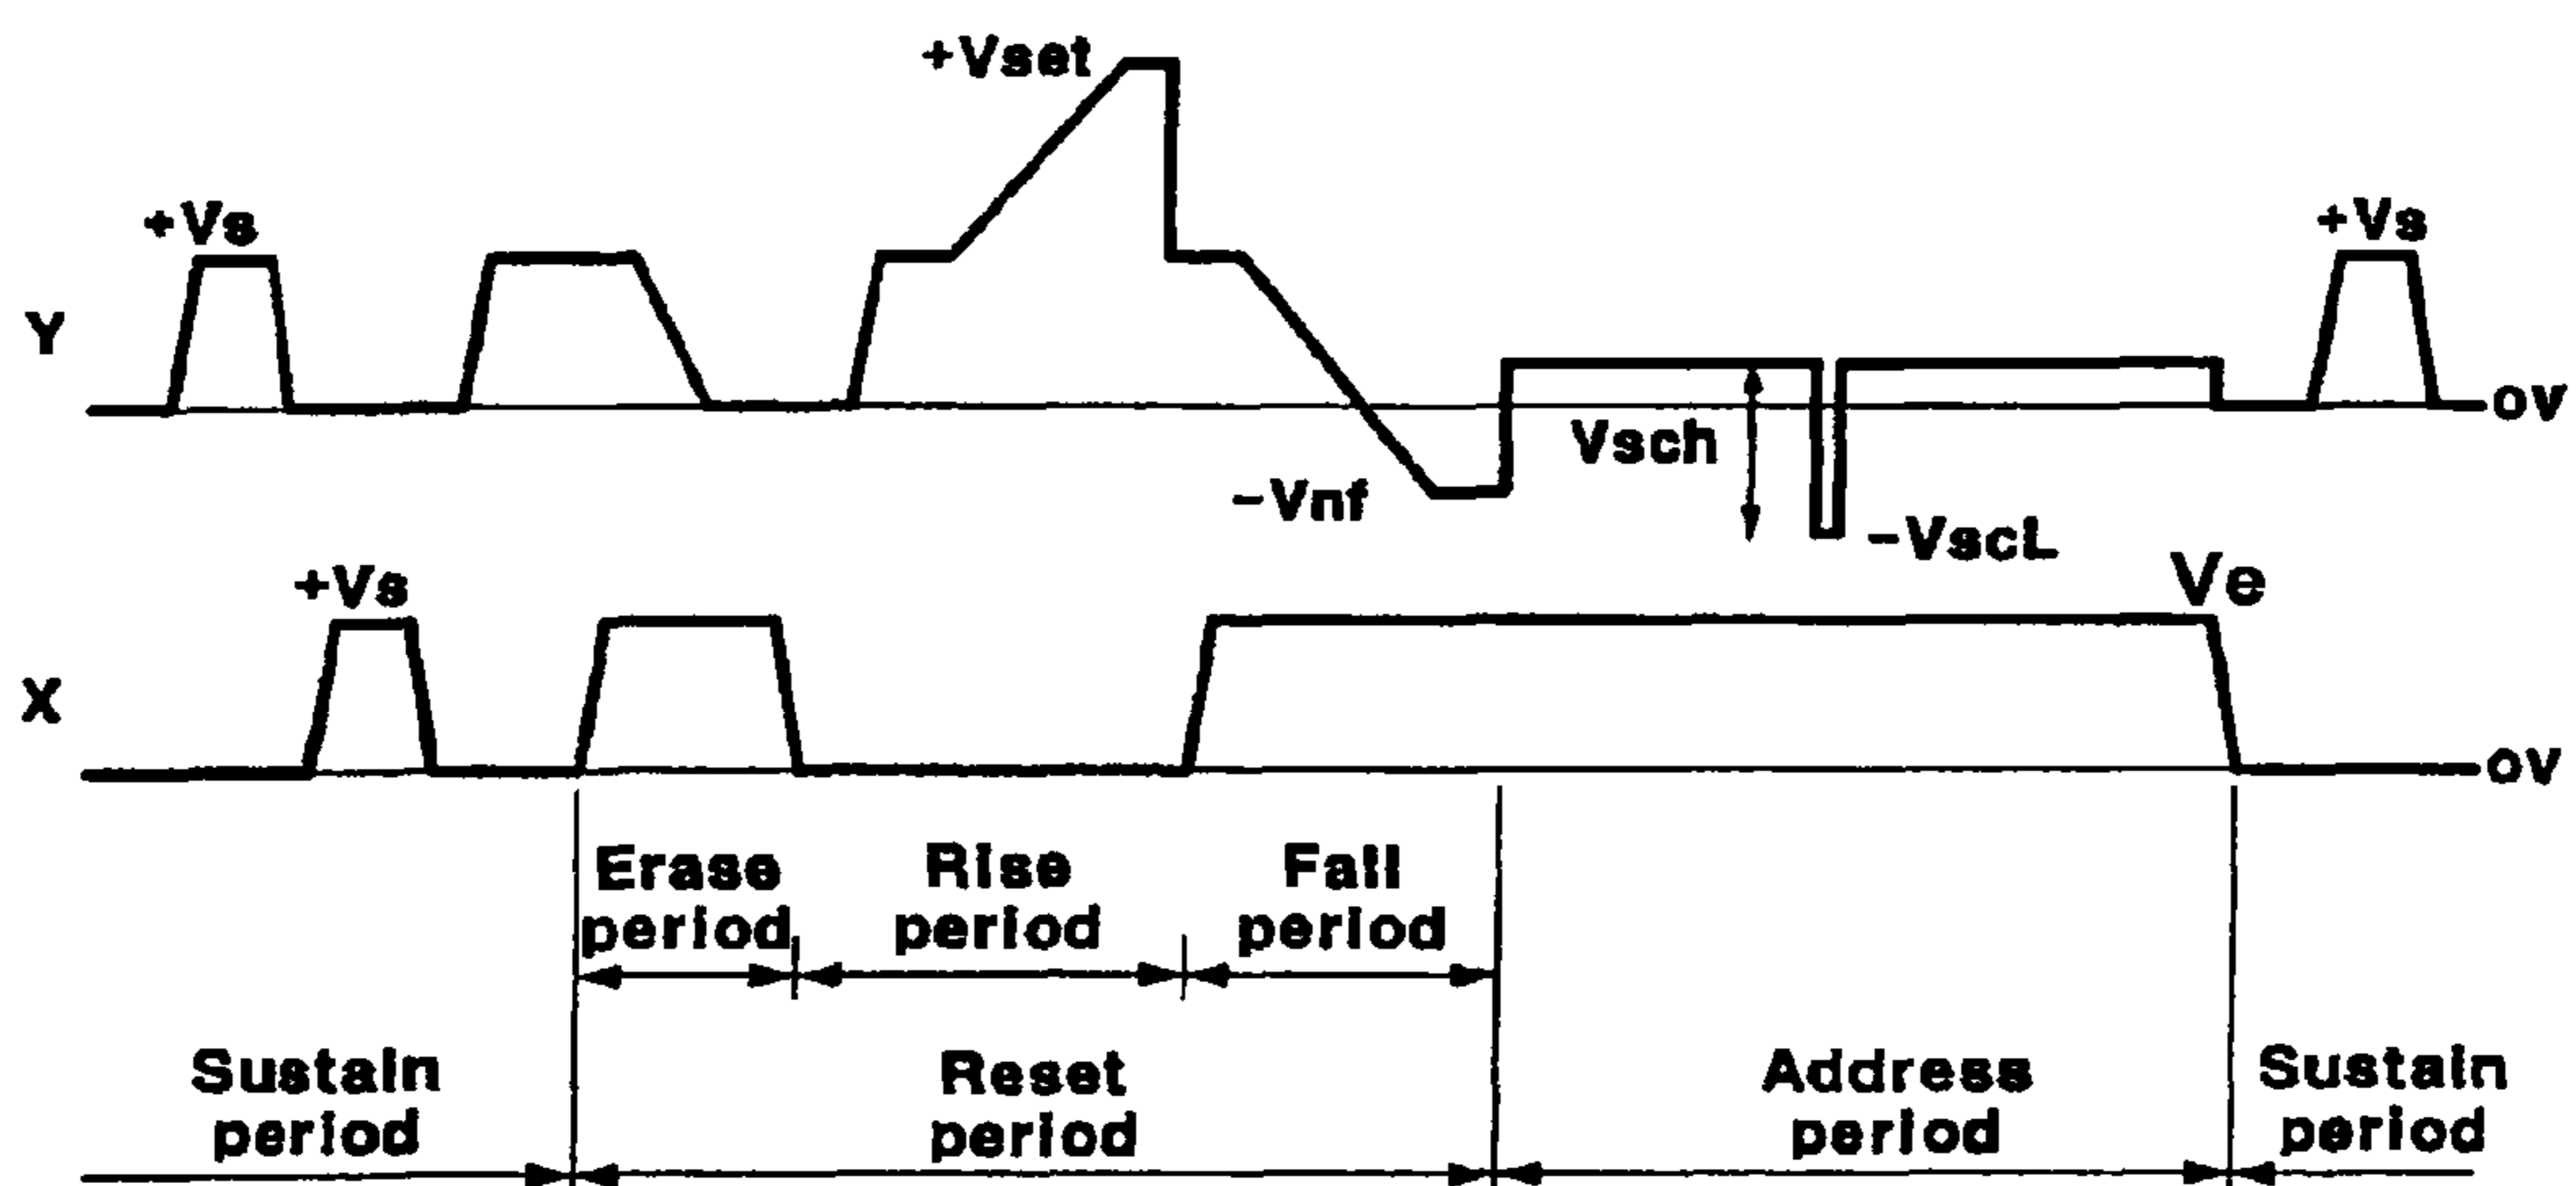 +Vset
+Vs
+Vs
Y
0V
Vsch
-Vnf
-VscL
+Vs
Ve
X
0V
Erase
period
Rise
period
Fall
period
Sustain
period
Reset
period
Address
period
Sustain
period